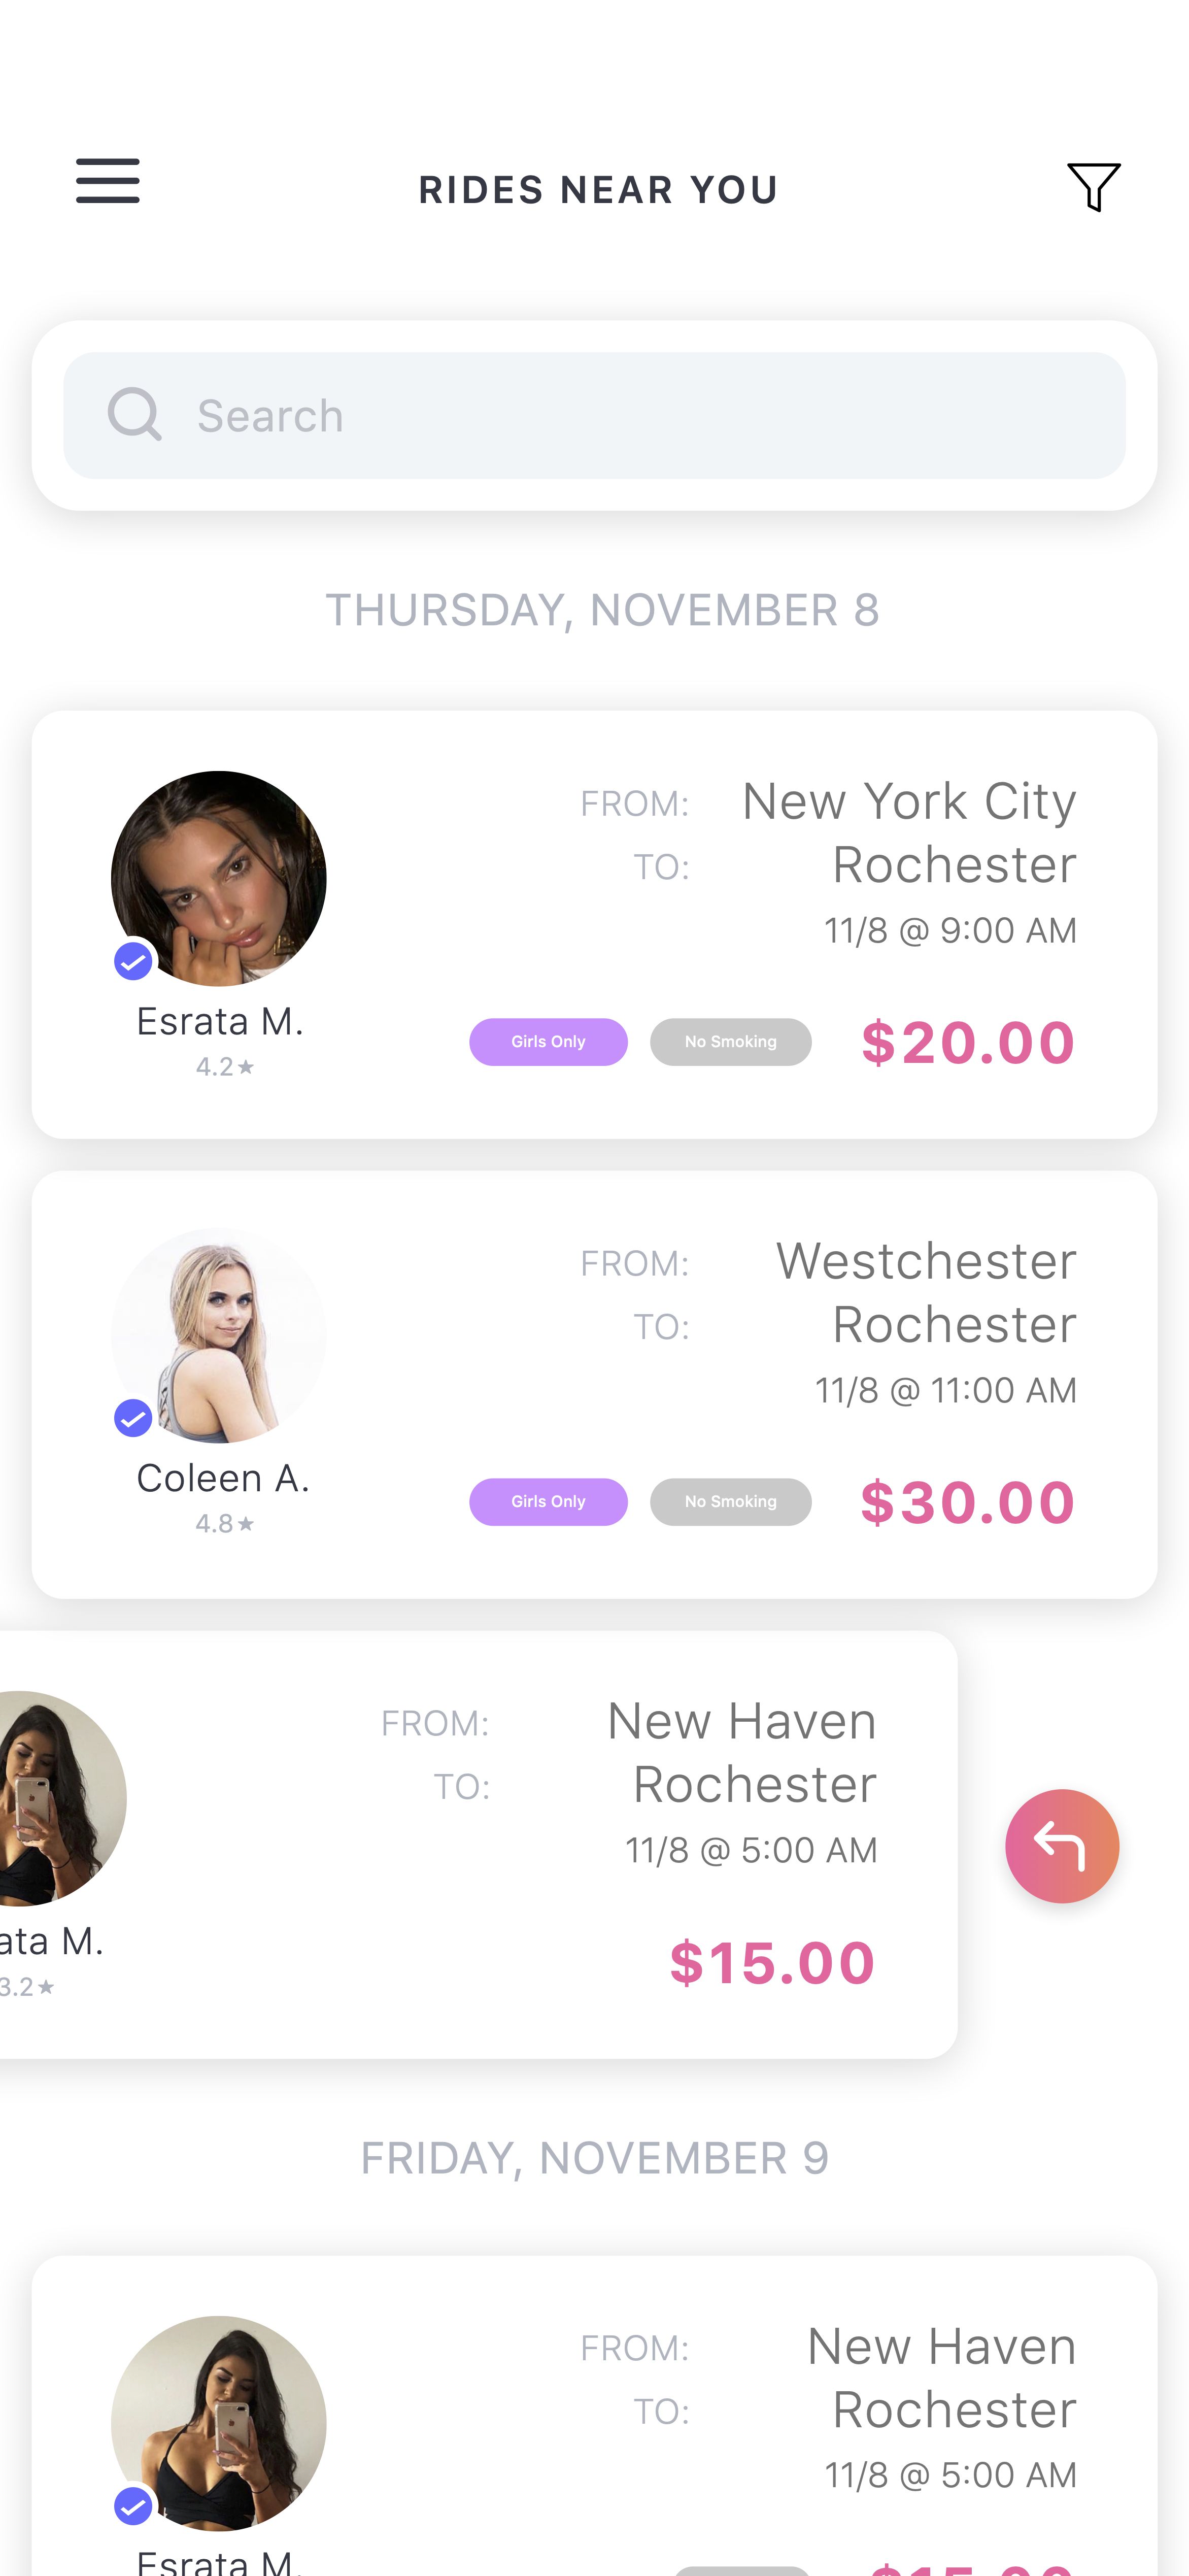 RIDES NEAR YOU
Search
THURSDAY, NOVEMBER 8
FROM: New York City
TO: Rochester
11/8 @ 9:00 AM
Esrata M.
4.2★
Girls Only No Smoking $20.00
FROM: Westchester
TO: Rochester
11/8 @ 11:00 AM
Coleen A.
4.8★
Girls Only No Smoking $30.00
FROM: New Haven
TO: Rochester
11/8 @ 5:00 AM
ata M.
3.2★
$15.00
FRIDAY, NOVEMBER 9
FROM: New Haven
TO: Rochester
11/8 @ 5:00 AM
Esrata M.
$15.00